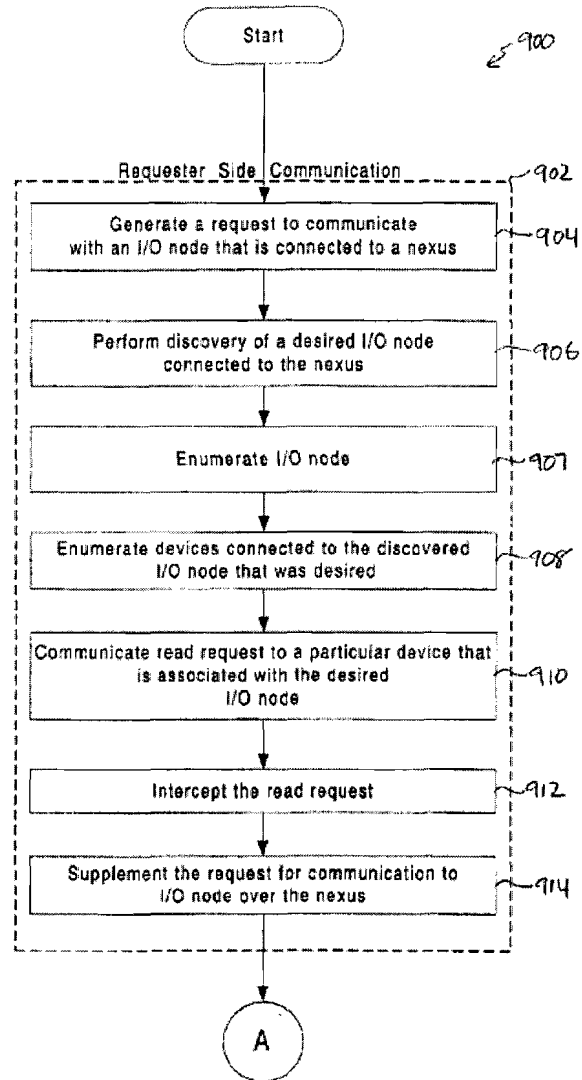 Start
900
Requester Side Communication
902
Generate a request to communicate
with an I/O node that is connected to a nexus
904
Perform discovery of a desired I/O node
connected to the nexus
906
Enumerate I/O node
907
Enumerate devices connected to the discovered
I/O node that was desired
908
Communicate read request to a particular device that
is associated with the desired
I/O node
910
Intercept the read request
912
Supplement the request for communication to
I/O node over the nexus
914
A